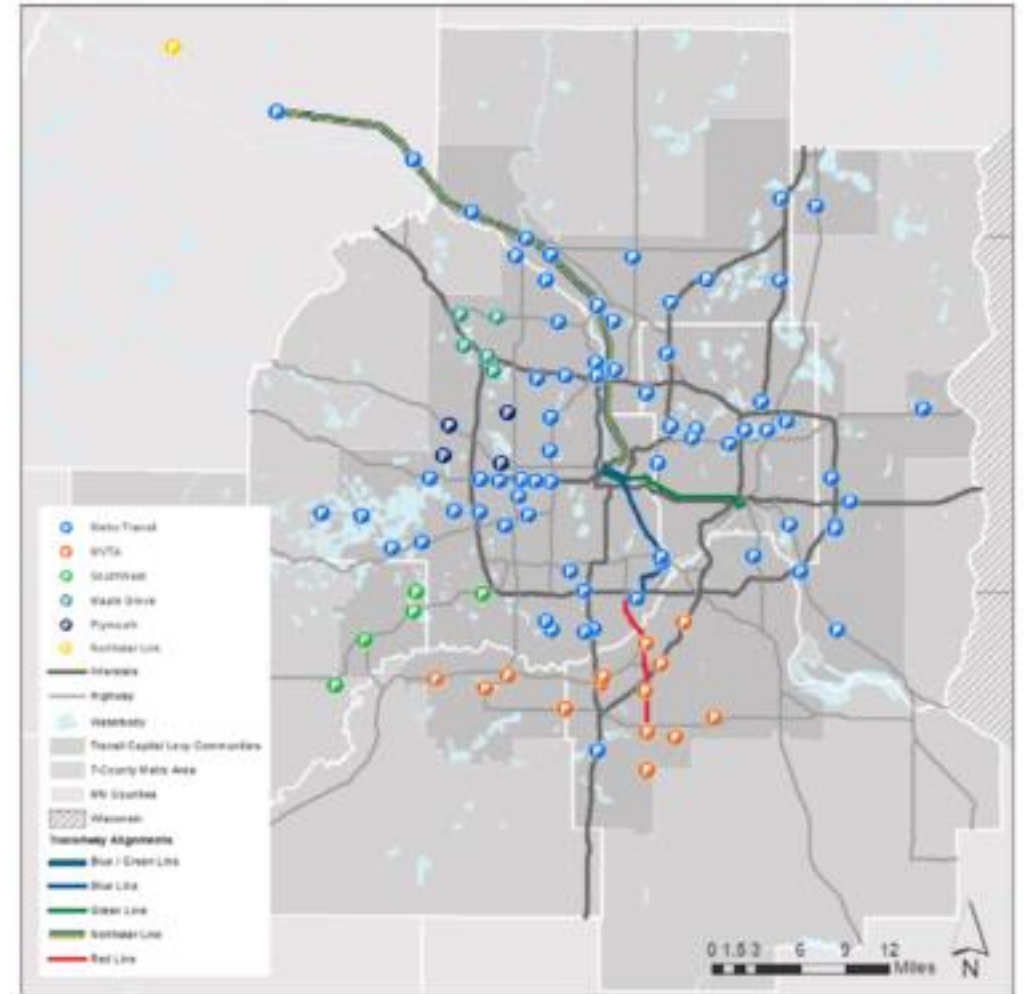 Metro Transit
MVTA
SouthWest
Maple Grove
Plymouth
Northstar Link
Interstate
Highway
Waterbody
Transit Capital Levy Communities
7-County Metro Area
MN Counties
Wisconsin
Transitway Alignments
Blue / Green Line
Blue Line
Green Line
Northstar Line
Red Line
0 1.5 3 6 9 12
Miles
N